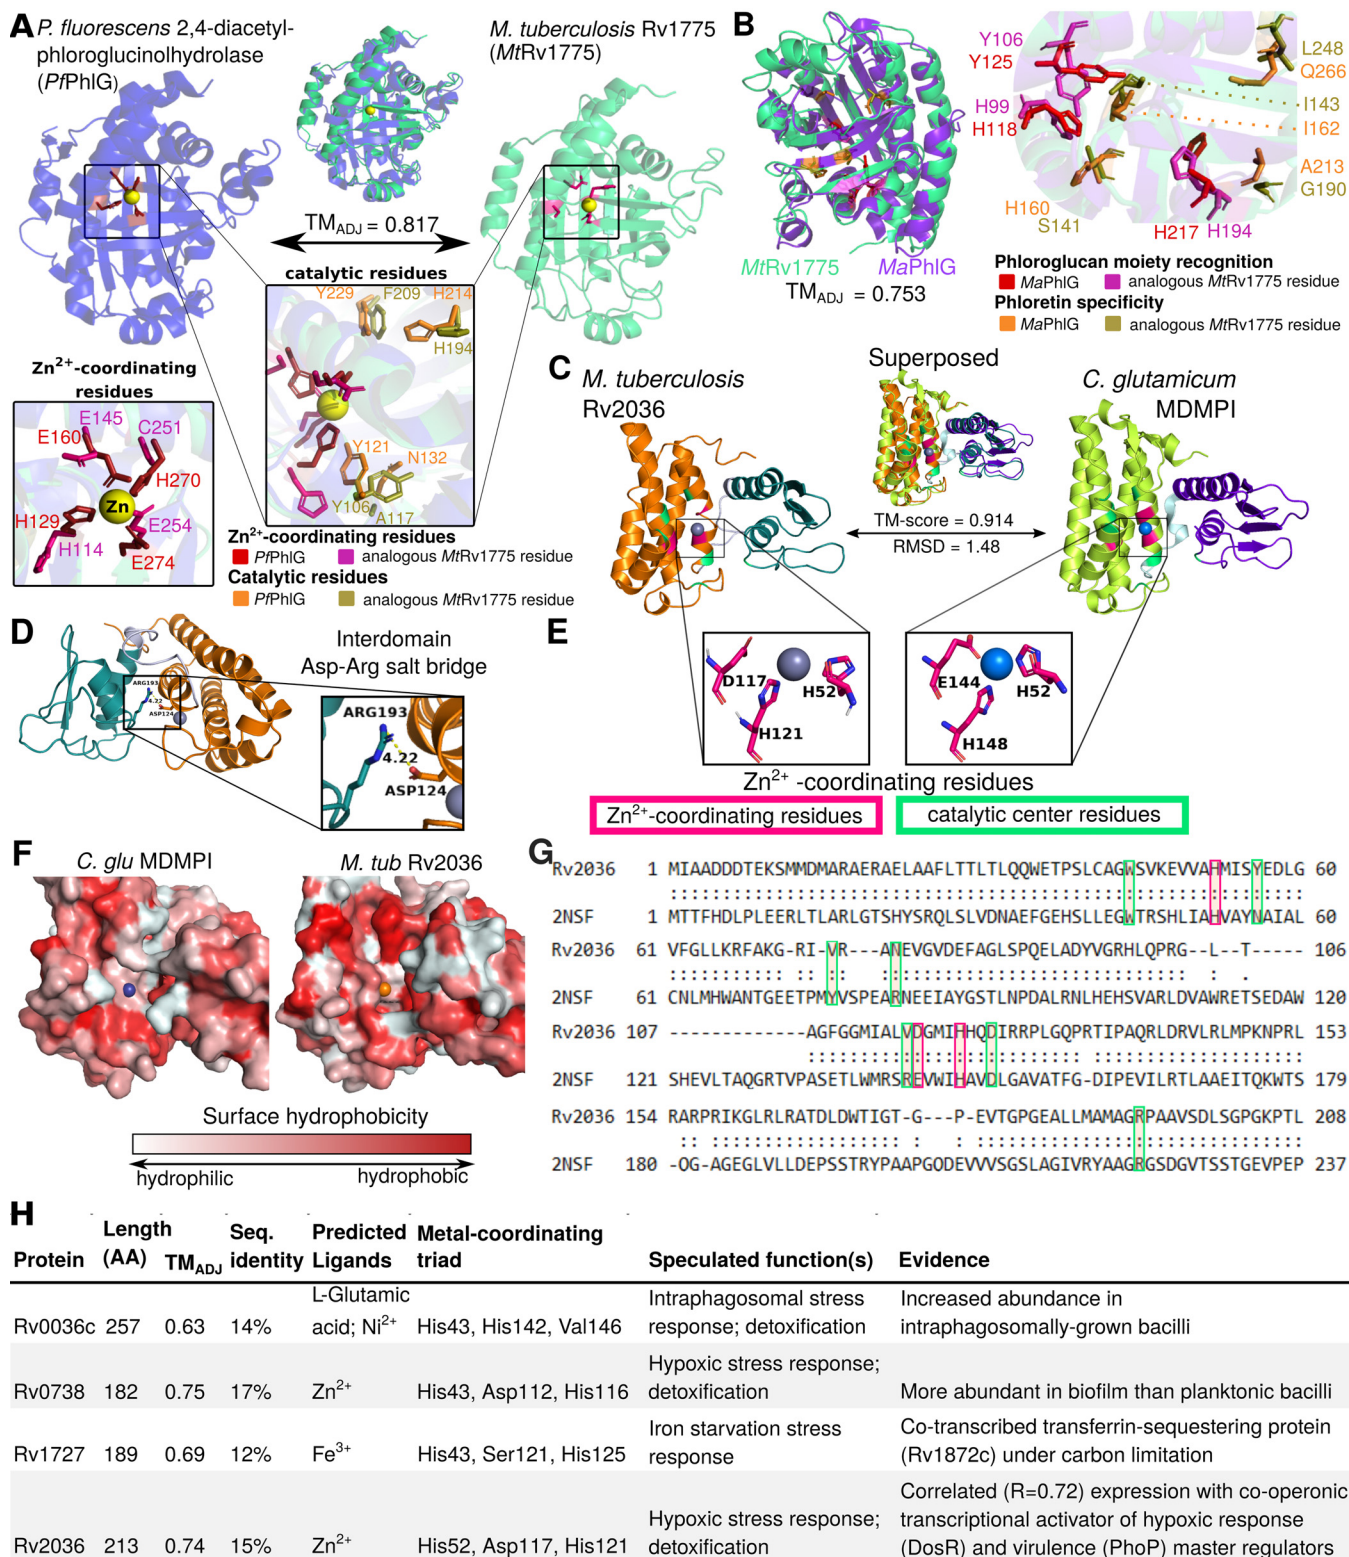 A
P. fluorescens 2,4-diacetyl-
phloroglucinolhydrolase
(PfPhlG)
M. tuberculosis Rv1775
(MtRv1775)
TMADJ = 0.817
catalytic residues
Y229
F209
H214
H194
Y121
N132
Y106
A117
Zn2+-coordinating
residues
E145
C251
E160
H270
Zn
H129
E254
H114
E274
Zn2+-coordinating residues
PfPhlG
analogous MtRv1775 residue
Catalytic residues
PfPhlG
analogous MtRv1775 residue
B
MtRv1775
MaPhlG
TMADJ = 0.753
Y106
Y125
H99
H118
L248
Q266
I143
I162
A213
G190
H160
S141
H217 H194
Phloroglucan moiety recognition
MaPhlG
analogous MtRv1775 residue
Phloretin specificity
MaPhlG
analogous MtRv1775 residue
C
M. tuberculosis
Rv2036
Superposed
C. glutamicum
MDMPI
TM-score = 0.914
RMSD = 1.48
D
Interdomain
Asp-Arg salt bridge
ARG193
4.22
ASP124
ARG193
4.22
ASP124
E
D117
H52
H121
E144
H52
H148
Zn2+ -coordinating residues
Zn2+-coordinating residues
catalytic center residues
F
C. glu MDMPI
M. tub Rv2036
Surface hydrophobicity
hydrophilic
hydrophobic
G
Rv2036 1 MIAADDDTEKSMMDMARAERAELAAFLTTLTLQQWETPSLCAGWSVKEVVAHMISYEDLG 60
2NSF 1 MTTFHDLPLEERLTLARLGTSHYSRQLSLVDNAEFGEHSLLEGWTRSHLIAHVAYNAIAL 60
Rv2036 61 VFGLLKRFAKG-RI-VR---ANEVGVDEFAGLSPQELADYVGRHLQPRG--L--T----- 106
2NSF 61 CNLMHWANTGEETPMYVSPEARNEEIAYGSTLNPDALRNLHEHSVARLDVAWRETSEDAW 120
Rv2036 107 -------------AGFGGMIALVDGMIHHQDIRRPLGQPRTIPAQRLDRVLRLMPKNPRL 153
2NSF 121 SHEVLTAQGRTVPASETLWMRSREVWIHAVDLGAVATFG-DIPEVILRTLAAEITQKWTS 179
Rv2036 154 RARPRIKGLRLRATDLDWTIGT-G---P-EVTGPGEALLMAMAGRPAAVSDLSGPGKPTL 208
2NSF 180 -QG-AGEGLVLLDEPSSTRYPAAPGQDEVVVSGSLAGIVRYAAGRGSDGVTSSTGEVPEP 237
H
Protein Length (AA) TMADJ Seq. identity Predicted Ligands Metal-coordinating triad Speculated function(s) Evidence
Rv0036c 257 0.63 14% L-Glutamic acid; Ni2+ His43, His142, Val146 Intraphagosomal stress response; detoxification Increased abundance in intraphagosomally-grown bacilli
Rv0738 182 0.75 17% Zn2+ His43, Asp112, His116 Hypoxic stress response; detoxification More abundant in biofilm than planktonic bacilli
Rv1727 189 0.69 12% Fe3+ His43, Ser121, His125 Iron starvation stress response Co-transcribed transferrin-sequestering protein (Rv1872c) under carbon limitation
Rv2036 213 0.74 15% Zn2+ His52, Asp117, His121 Hypoxic stress response; detoxification Correlated (R=0.72) expression with co-operonic transcriptional activator of hypoxic response (DosR) and virulence (PhoP) master regulators